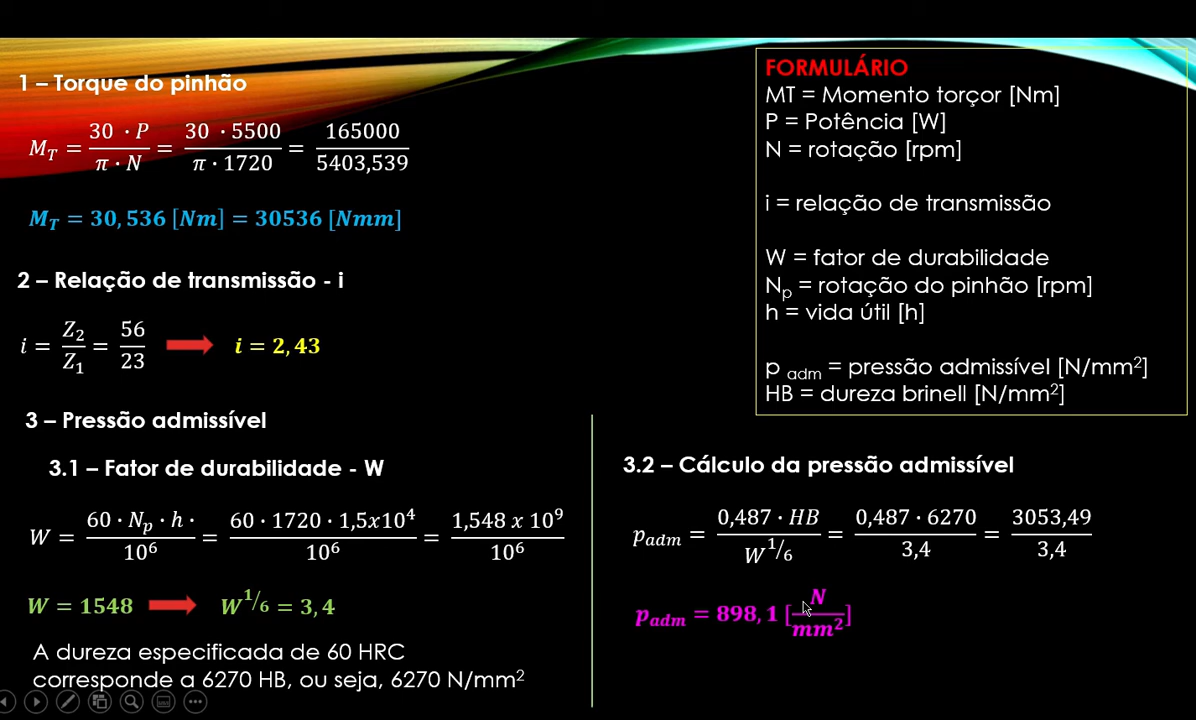 1 – Torque do pinhão
M_T = (30 · P)/(π · N) = (30 · 5500)/(π · 1720) = 165000/5403,539
M_T = 30,536 [Nm] = 30536 [Nmm]
2 – Relação de transmissão - i
i = Z_2/Z_1 = 56/23 i = 2,43
3 – Pressão admissível
3.1 – Fator de durabilidade - W
W = (60 · N_p · h ·)/10^6 = (60 · 1720 · 1,5x10^4)/10^6 = (1,548 x 10^9)/10^6
W = 1548 W^1/6 = 3,4
A dureza especificada de 60 HRC
corresponde a 6270 HB, ou seja, 6270 N/mm²
FORMULÁRIO
MT = Momento torçor [Nm]
P = Potência [W]
N = rotação [rpm]
i = relação de transmissão
W = fator de durabilidade
N_p = rotação do pinhão [rpm]
h = vida útil [h]
p adm = pressão admissível [N/mm²]
HB = dureza brinell [N/mm²]
3.2 – Cálculo da pressão admissível
p_adm = (0,487 · HB)/W^1/6 = (0,487 · 6270)/3,4 = 3053,49/3,4
p_adm = 898,1 [N/mm²]